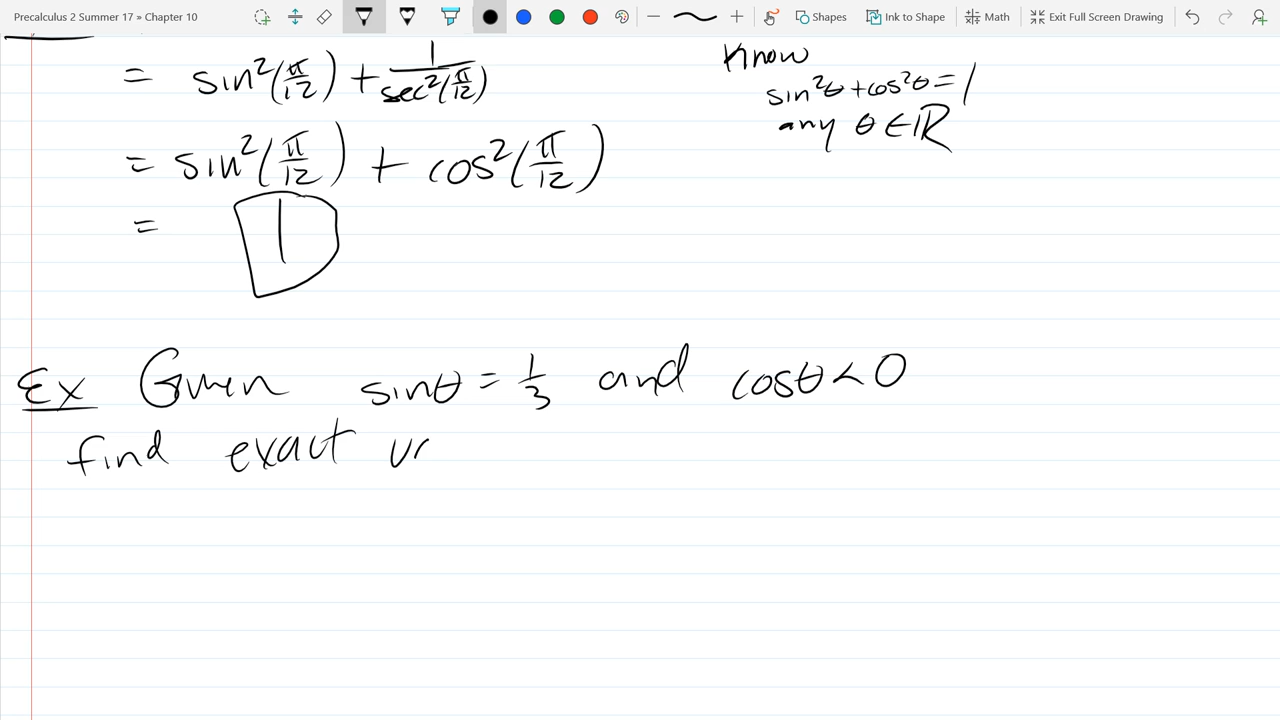 Precalculus 2 Summer 17 » Chapter 10
Shapes
Ink to Shape
Math
Exit Full Screen Drawing
= sin²(π/12) + 1/sec²(π/12)
Know
sin²θ + cos²θ = 1
any θ ∈ ℝ
= sin²(π/12) + cos²(π/12)
= 1
Ex Given sinθ = 1/3 and cosθ < 0
find exact